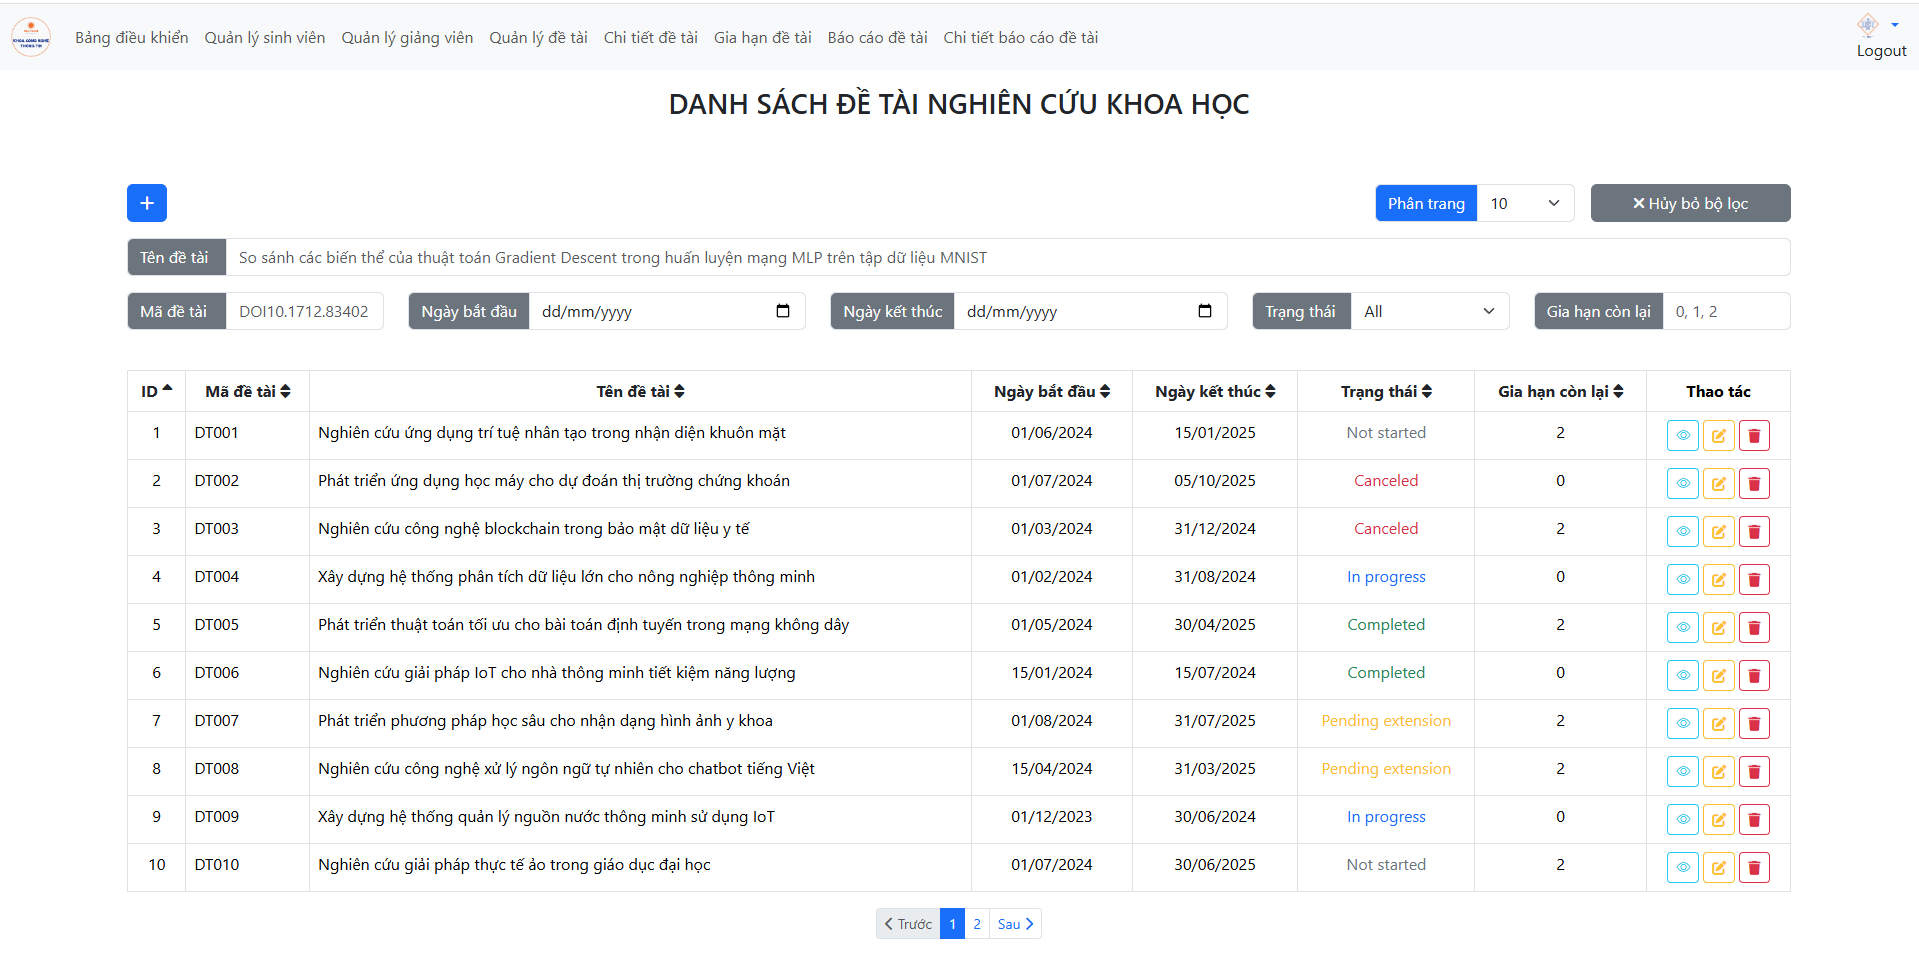 KHOA CÔNG NGHỆ
THÔNG TIN
Bảng điều khiển Quản lý sinh viên Quản lý giảng viên Quản lý đề tài Chi tiết đề tài Gia hạn đề tài Báo cáo đề tài Chi tiết báo cáo đề tài
Logout
DANH SÁCH ĐỀ TÀI NGHIÊN CỨU KHOA HỌC
+ Phân trang 10 Hủy bỏ bộ lọc
Tên đề tài So sánh các biến thể của thuật toán Gradient Descent trong huấn luyện mạng MLP trên tập dữ liệu MNIST
Mã đề tài DOI10.1712.83402 Ngày bắt đầu dd/mm/yyyy Ngày kết thúc dd/mm/yyyy Trạng thái All Gia hạn còn lại 0, 1, 2
ID Mã đề tài Tên đề tài Ngày bắt đầu Ngày kết thúc Trạng thái Gia hạn còn lại Thao tác
1 DT001 Nghiên cứu ứng dụng trí tuệ nhân tạo trong nhận diện khuôn mặt 01/06/2024 15/01/2025 Not started 2
2 DT002 Phát triển ứng dụng học máy cho dự đoán thị trường chứng khoán 01/07/2024 05/10/2025 Canceled 0
3 DT003 Nghiên cứu công nghệ blockchain trong bảo mật dữ liệu y tế 01/03/2024 31/12/2024 Canceled 2
4 DT004 Xây dựng hệ thống phân tích dữ liệu lớn cho nông nghiệp thông minh 01/02/2024 31/08/2024 In progress 0
5 DT005 Phát triển thuật toán tối ưu cho bài toán định tuyến trong mạng không dây 01/05/2024 30/04/2025 Completed 2
6 DT006 Nghiên cứu giải pháp IoT cho nhà thông minh tiết kiệm năng lượng 15/01/2024 15/07/2024 Completed 0
7 DT007 Phát triển phương pháp học sâu cho nhận dạng hình ảnh y khoa 01/08/2024 31/07/2025 Pending extension 2
8 DT008 Nghiên cứu công nghệ xử lý ngôn ngữ tự nhiên cho chatbot tiếng Việt 15/04/2024 31/03/2025 Pending extension 2
9 DT009 Xây dựng hệ thống quản lý nguồn nước thông minh sử dụng IoT 01/12/2023 30/06/2024 In progress 0
10 DT010 Nghiên cứu giải pháp thực tế ảo trong giáo dục đại học 01/07/2024 30/06/2025 Not started 2
Trước 1 2 Sau